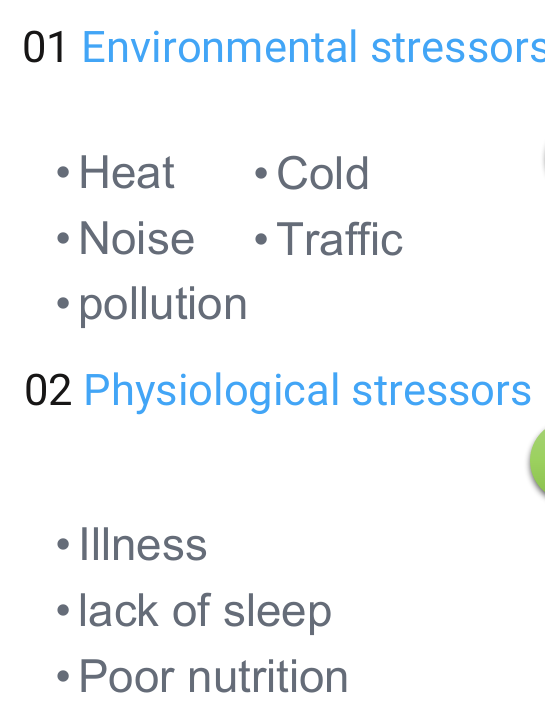 01 Environmental stressors
• Heat • Cold
• Noise • Traffic
• pollution
02 Physiological stressors
• Illness
• lack of sleep
• Poor nutrition